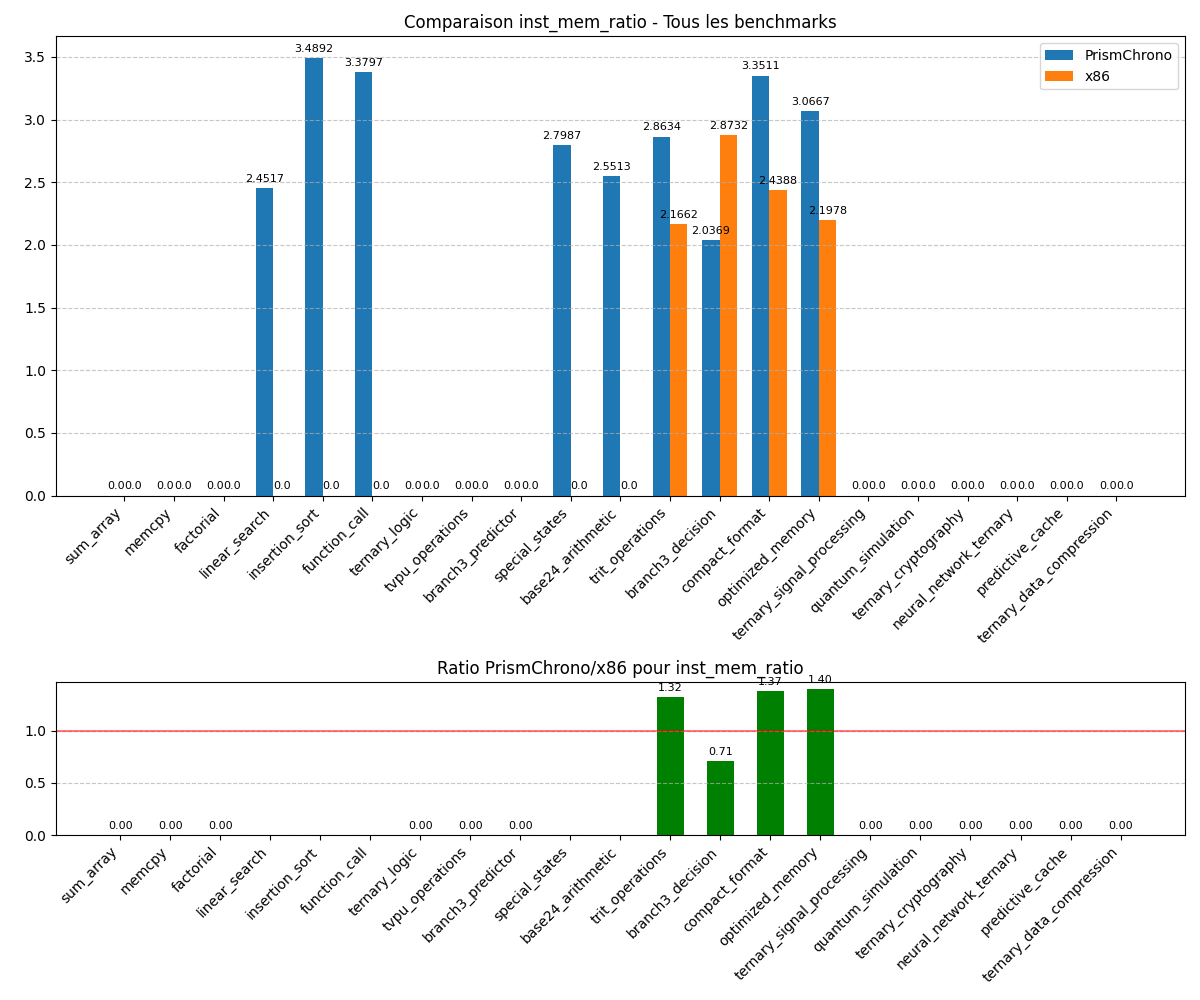 Comparaison inst_mem_ratio - Tous les benchmarks
PrismChrono
x86
3.5
3.0
2.5
2.0
1.5
1.0
0.5
0.0
0.00.0
0.00.0
0.00.0
2.4517
0.0
3.4892
0.0
3.3797
0.0
0.00.0
0.00.0
0.00.0
2.7987
0.0
2.5513
0.0
2.8634
2.1662
2.0369
2.8732
3.3511
2.4388
3.0667
2.1978
0.00.0
0.00.0
0.00.0
0.00.0
0.00.0
0.00.0
sum_array
memcpy
factorial
linear_search
insertion_sort
function_call
ternary_logic
tvpu_operations
branch3_predictor
special_states
base24_arithmetic
trit_operations
branch3_decision
compact_format
optimized_memory
ternary_signal_processing
quantum_simulation
ternary_cryptography
neural_network_ternary
predictive_cache
ternary_data_compression
Ratio PrismChrono/x86 pour inst_mem_ratio
1.0
0.5
0.0
0.00
0.00
0.00
0.00
0.00
0.00
1.32
0.71
1.37
1.40
0.00
0.00
0.00
0.00
0.00
0.00
sum_array
memcpy
factorial
linear_search
insertion_sort
function_call
ternary_logic
tvpu_operations
branch3_predictor
special_states
base24_arithmetic
trit_operations
branch3_decision
compact_format
optimized_memory
ternary_signal_processing
quantum_simulation
ternary_cryptography
neural_network_ternary
predictive_cache
ternary_data_compression